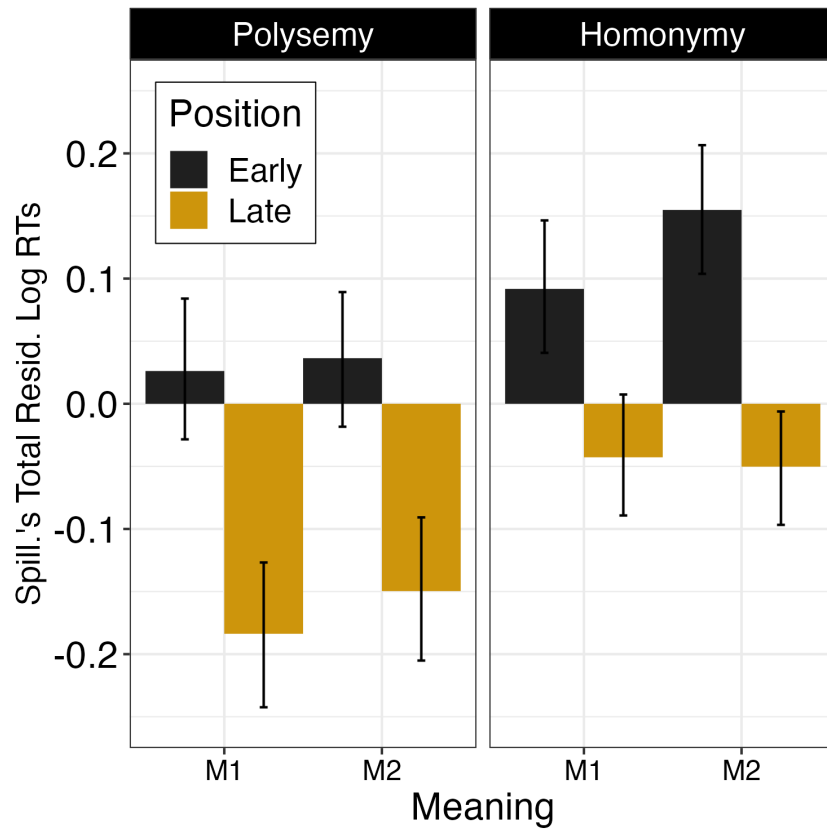 Polysemy
Homonymy
Position
Early
Late
Spill.'s Total Resid. Log RTs
0.2
0.1
0.0
-0.1
-0.2
M1
M2
M1
M2
Meaning